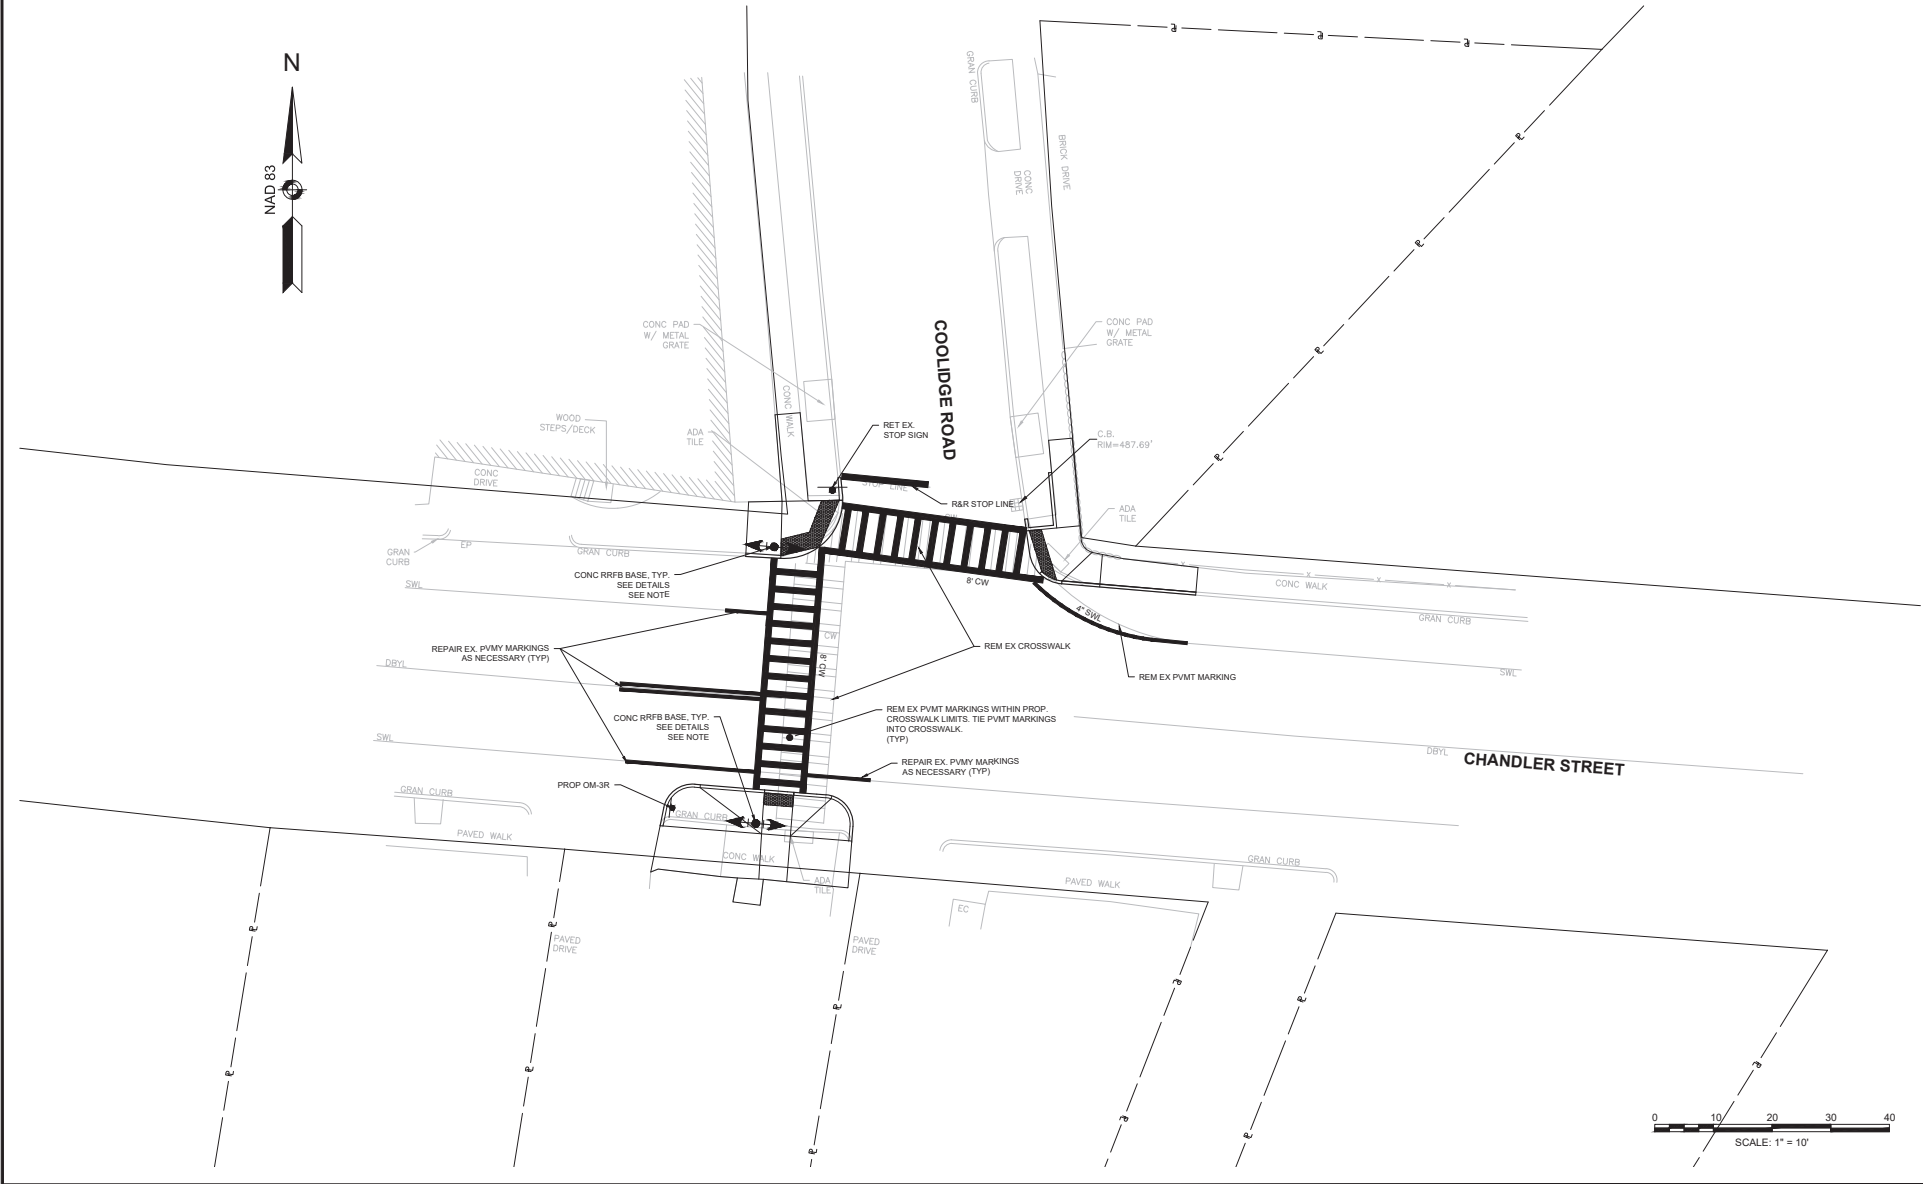 N
NAD 83
GRAN CURB
BRICK DRIVE
CONC
DRIVE
CONC PAD
W/ METAL
GRATE
COOLIDGE ROAD
CONC PAD
W/ METAL
GRATE
CONC WALK
WOOD
STEPS/DECK
ADA
TILE
RET EX.
STOP SIGN
C.B.
RIM=487.69'
CONC
DRIVE
STOP LINE
R&R STOP LINE
ADA
TILE
GRAN
CURB
EP
GRAN CURB
CONC RRFB BASE, TYP.
SEE DETAILS
SEE NOTE
8' CW
CONC WALK
GRAN CURB
SWL
4" SWL
CW
8' CW
REPAIR EX. PVMY MARKINGS
AS NECESSARY (TYP)
REM EX CROSSWALK
DBYL
REM EX PVMT MARKING
SWL
CONC RRFB BASE, TYP.
SEE DETAILS
SEE NOTE
REM EX PVMT MARKINGS WITHIN PROP.
CROSSWALK LIMITS. TIE PVMT MARKINGS
INTO CROSSWALK.
(TYP)
SWL
DBYL
CHANDLER STREET
REPAIR EX. PVMY MARKINGS
AS NECESSARY (TYP)
PROP OM-3R
GRAN CURB
GRAN CURB
PAVED WALK
CONC WALK
ADA
TILE
GRAN CURB
PAVED WALK
EC
PAVED
DRIVE
PAVED
DRIVE
0 10 20 30 40
SCALE: 1" = 10'